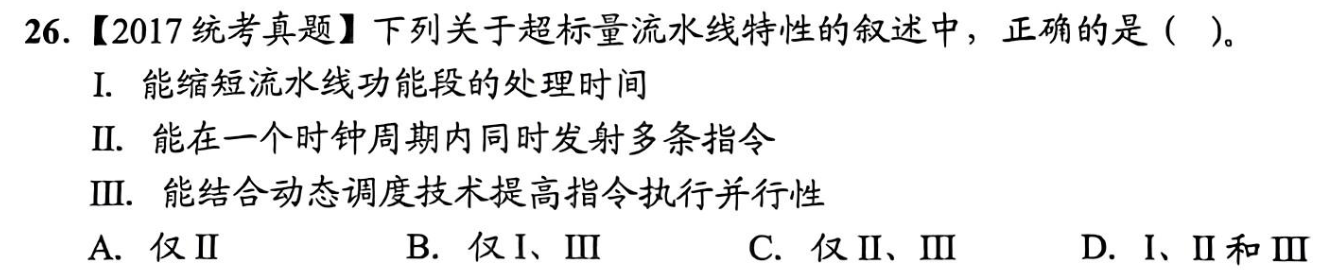 26.【2017 统考真题】下列关于超标量流水线特性的叙述中，正确的是（ ）。
I. 能缩短流水线功能段的处理时间
II. 能在一个时钟周期内同时发射多条指令
III. 能结合动态调度技术提高指令执行并行性
A. 仅 II B. 仅 I、III C. 仅 II、III D. I、II 和 III